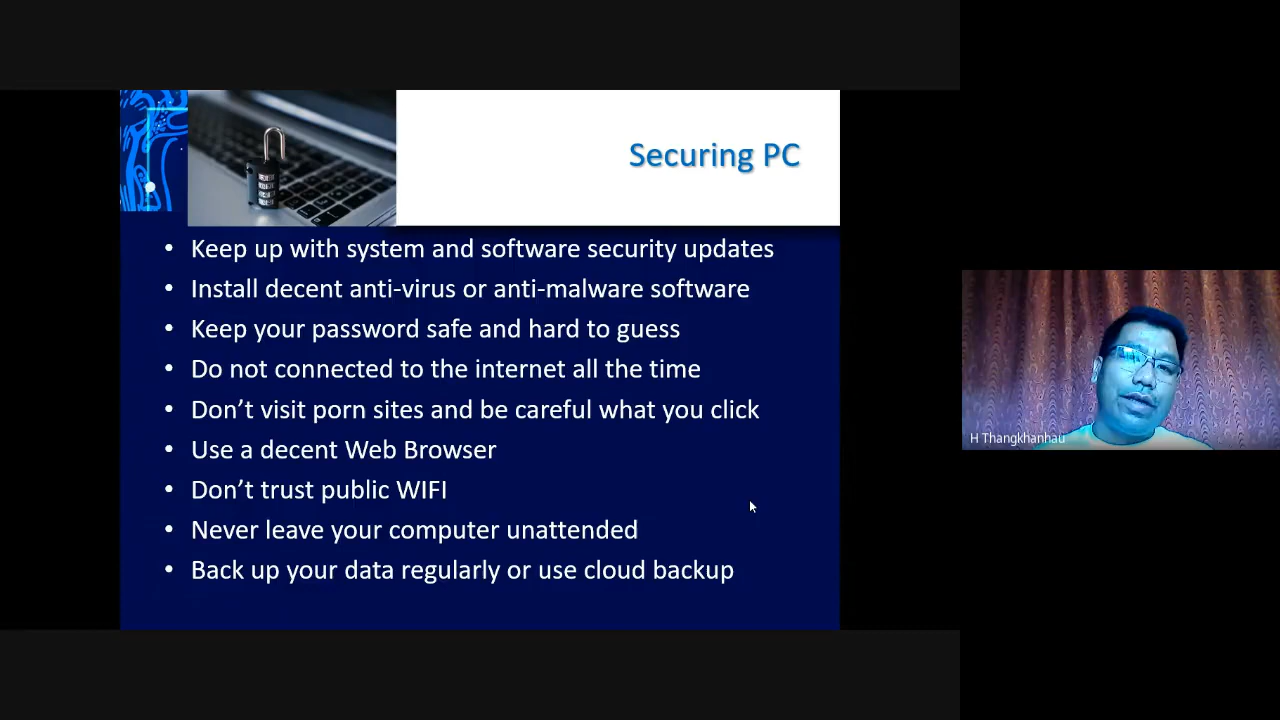 Securing PC
• Keep up with system and software security updates
• Install decent anti-virus or anti-malware software
• Keep your password safe and hard to guess
• Do not connected to the internet all the time
• Don’t visit porn sites and be careful what you click
• Use a decent Web Browser
• Don’t trust public WIFI
• Never leave your computer unattended
• Back up your data regularly or use cloud backup
H Thangkhanhau